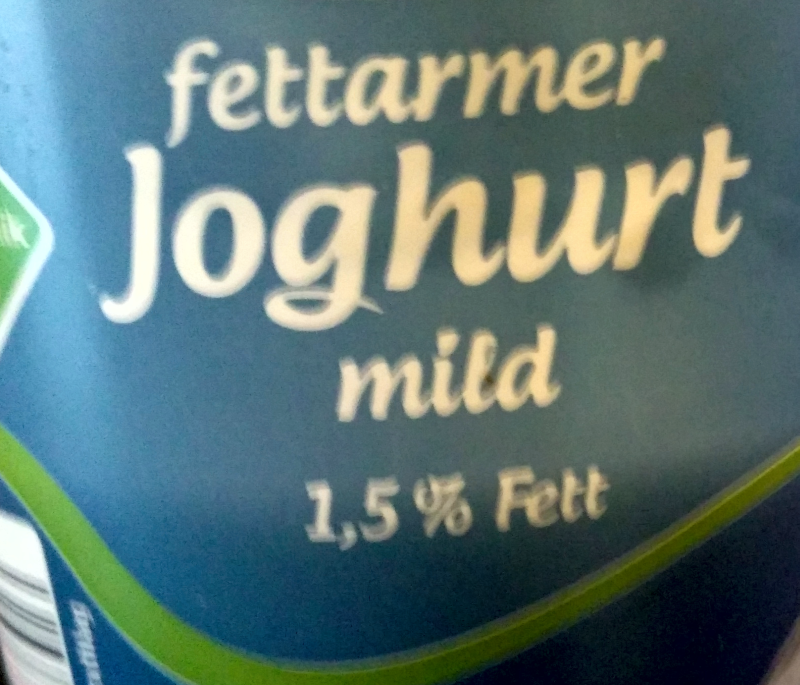 fettarmer
Joghurt
mild
1,5 % Fett